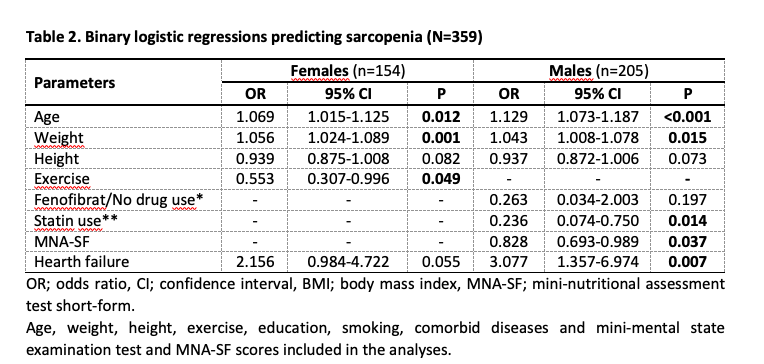 Table 2. Binary logistic regressions predicting sarcopenia (N=359)
Parameters Females (n=154) Males (n=205)
OR 95% CI P OR 95% CI P
Age 1.069 1.015-1.125 0.012 1.129 1.073-1.187 <0.001
Weight 1.056 1.024-1.089 0.001 1.043 1.008-1.078 0.015
Height 0.939 0.875-1.008 0.082 0.937 0.872-1.006 0.073
Exercise 0.553 0.307-0.996 0.049 - - -
Fenofibrat/No drug use* - - - 0.263 0.034-2.003 0.197
Statin use** - - - 0.236 0.074-0.750 0.014
MNA-SF - - - 0.828 0.693-0.989 0.037
Hearth failure 2.156 0.984-4.722 0.055 3.077 1.357-6.974 0.007
OR; odds ratio, CI; confidence interval, BMI; body mass index, MNA-SF; mini-nutritional assessment
test short-form.
Age, weight, height, exercise, education, smoking, comorbid diseases and mini-mental state
examination test and MNA-SF scores included in the analyses.